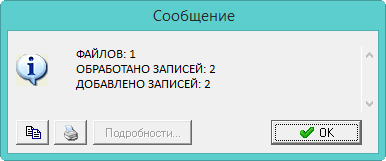 Сообщение
ФАЙЛОВ: 1
ОБРАБОТАНО ЗАПИСЕЙ: 2
ДОБАВЛЕНО ЗАПИСЕЙ: 2
Подробности...
OK